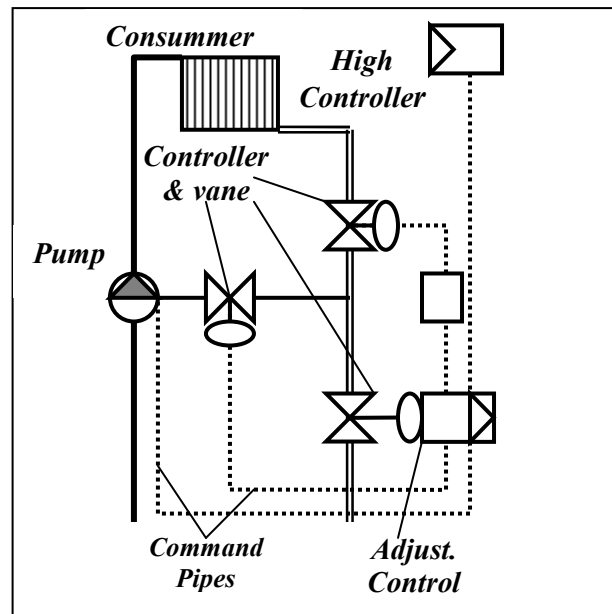 Consummer
High
Controller
Controller
& vane
Pump
Command
Pipes
Adjust.
Control